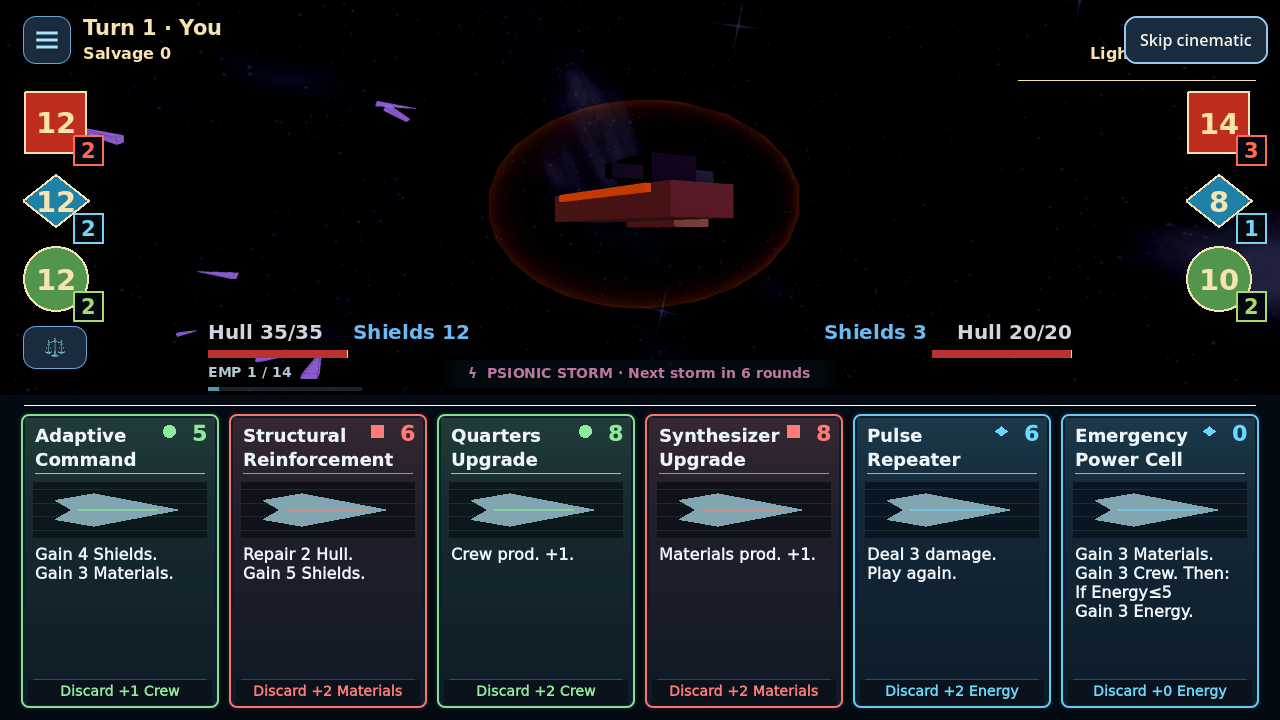 Turn 1 · You
Salvage 0
Skip cinematic
12
2
12
2
12
2
14
3
8
1
10
2
Hull 35/35
Shields 12
EMP 1 / 14
Shields 3
Hull 20/20
PSIONIC STORM · Next storm in 6 rounds
Adaptive
Command
5
Gain 4 Shields.
Gain 3 Materials.
Discard +1 Crew
Structural
Reinforcement
6
Repair 2 Hull.
Gain 5 Shields.
Discard +2 Materials
Quarters
Upgrade
8
Crew prod. +1.
Discard +2 Crew
Synthesizer
Upgrade
8
Materials prod. +1.
Discard +2 Materials
Pulse
Repeater
6
Deal 3 damage.
Play again.
Discard +2 Energy
Emergency
Power Cell
0
Gain 3 Materials.
Gain 3 Crew. Then:
If Energy≤5
Gain 3 Energy.
Discard +0 Energy